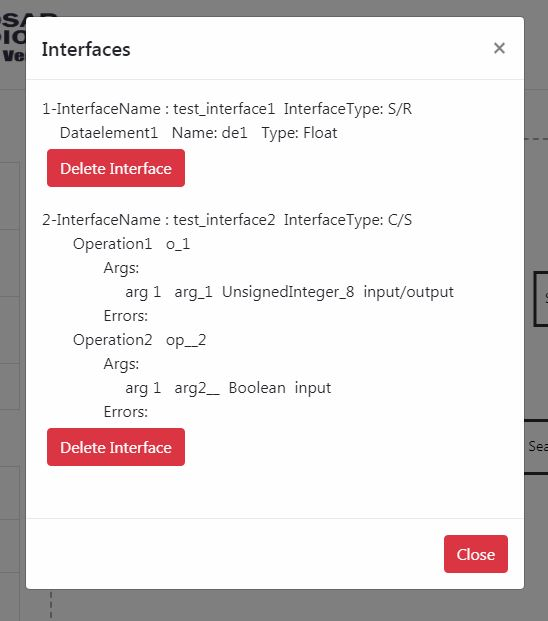 Interfaces ×
1-InterfaceName : test_interface1 InterfaceType: S/R
Dataelement1 Name: de1 Type: Float
Delete Interface
2-InterfaceName : test_interface2 InterfaceType: C/S
Operation1 o_1
Args:
arg 1 arg_1 UnsignedInteger_8 input/output
Errors:
Operation2 op__2
Args:
arg 1 arg2__ Boolean input
Errors:
Delete Interface
Close